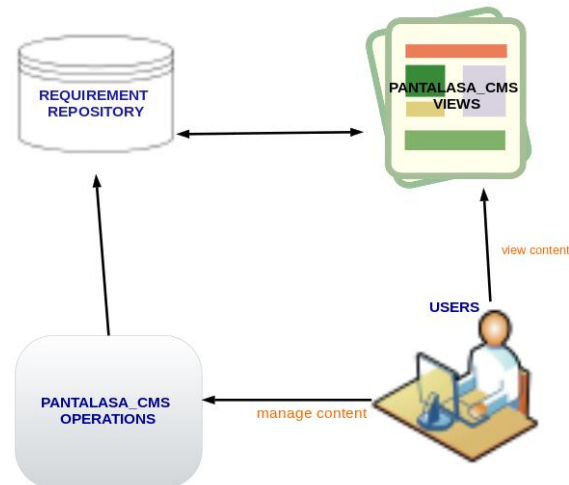 REQUIREMENT
REPOSITORY
PANTALASA_CMS
VIEWS
view content
USERS
PANTALASA_CMS
OPERATIONS
manage content